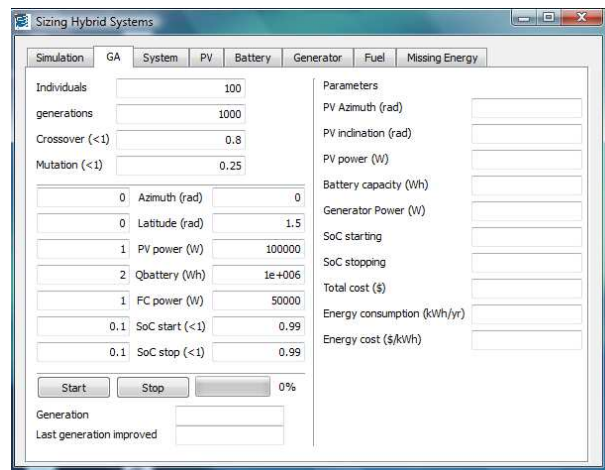 Sizing Hybrid Systems
Simulation GA System PV Battery Generator Fuel Missing Energy
Individuals 100
generations 1000
Crossover (<1) 0.8
Mutation (<1) 0.25
0 Azimuth (rad) 0
0 Latitude (rad) 1.5
1 PV power (W) 100000
2 Qbattery (Wh) 1e+006
1 FC power (W) 50000
0.1 SoC start (<1) 0.99
0.1 SoC stop (<1) 0.99
Start Stop 0%
Generation
Last generation improved
Parameters
PV Azimuth (rad)
PV indination (rad)
PV power (W)
Battery capacity (Wh)
Generator Power (W)
SoC starting
SoC stopping
Total cost ($)
Energy consumption (kWh/yr)
Energy cost ($/kWh)